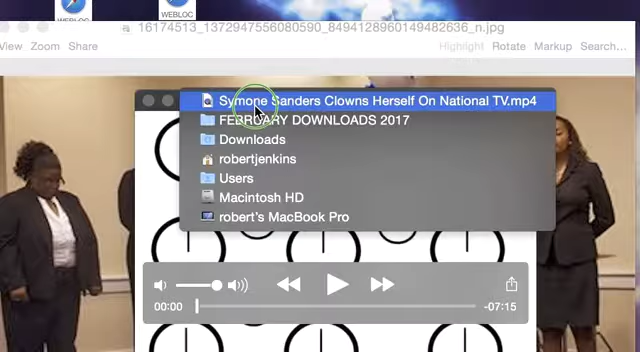 WEBLOC
WEBLOC
16174513_1372947556080590_8494128960149482636_n.jpg
View Zoom Share Highlight Rotate Markup Search...
Symone Sanders Clowns Herself On National TV.mp4
FEBRUARY DOWNLOADS 2017
Downloads
robertjenkins
Users
Macintosh HD
robert's MacBook Pro
00:00 -07:15